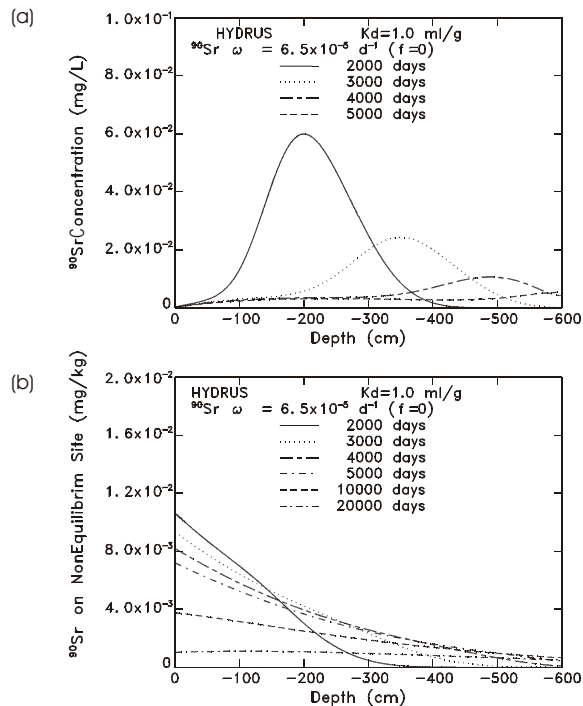 (a)
1.0x10⁻¹
8.0x10⁻²
6.0x10⁻²
4.0x10⁻²
2.0x10⁻²
0
⁹⁰SrConcentration (mg/L)
HYDRUS Kd=1.0 ml/g
⁹⁰Sr ω = 6.5x10⁻⁵ d⁻¹ (f=0)
2000 days
3000 days
4000 days
5000 days
0 -100 -200 -300 -400 -500 -600
Depth (cm)
(b)
2.0x10⁻²
1.6x10⁻²
1.2x10⁻²
8.0x10⁻³
4.0x10⁻³
0
⁹⁰Sr on NonEquilibrim Site (mg/kg)
HYDRUS Kd=1.0 ml/g
⁹⁰Sr ω = 6.5x10⁻⁵ d⁻¹ (f=0)
2000 days
3000 days
4000 days
5000 days
10000 days
20000 days
0 -100 -200 -300 -400 -500 -600
Depth (cm)